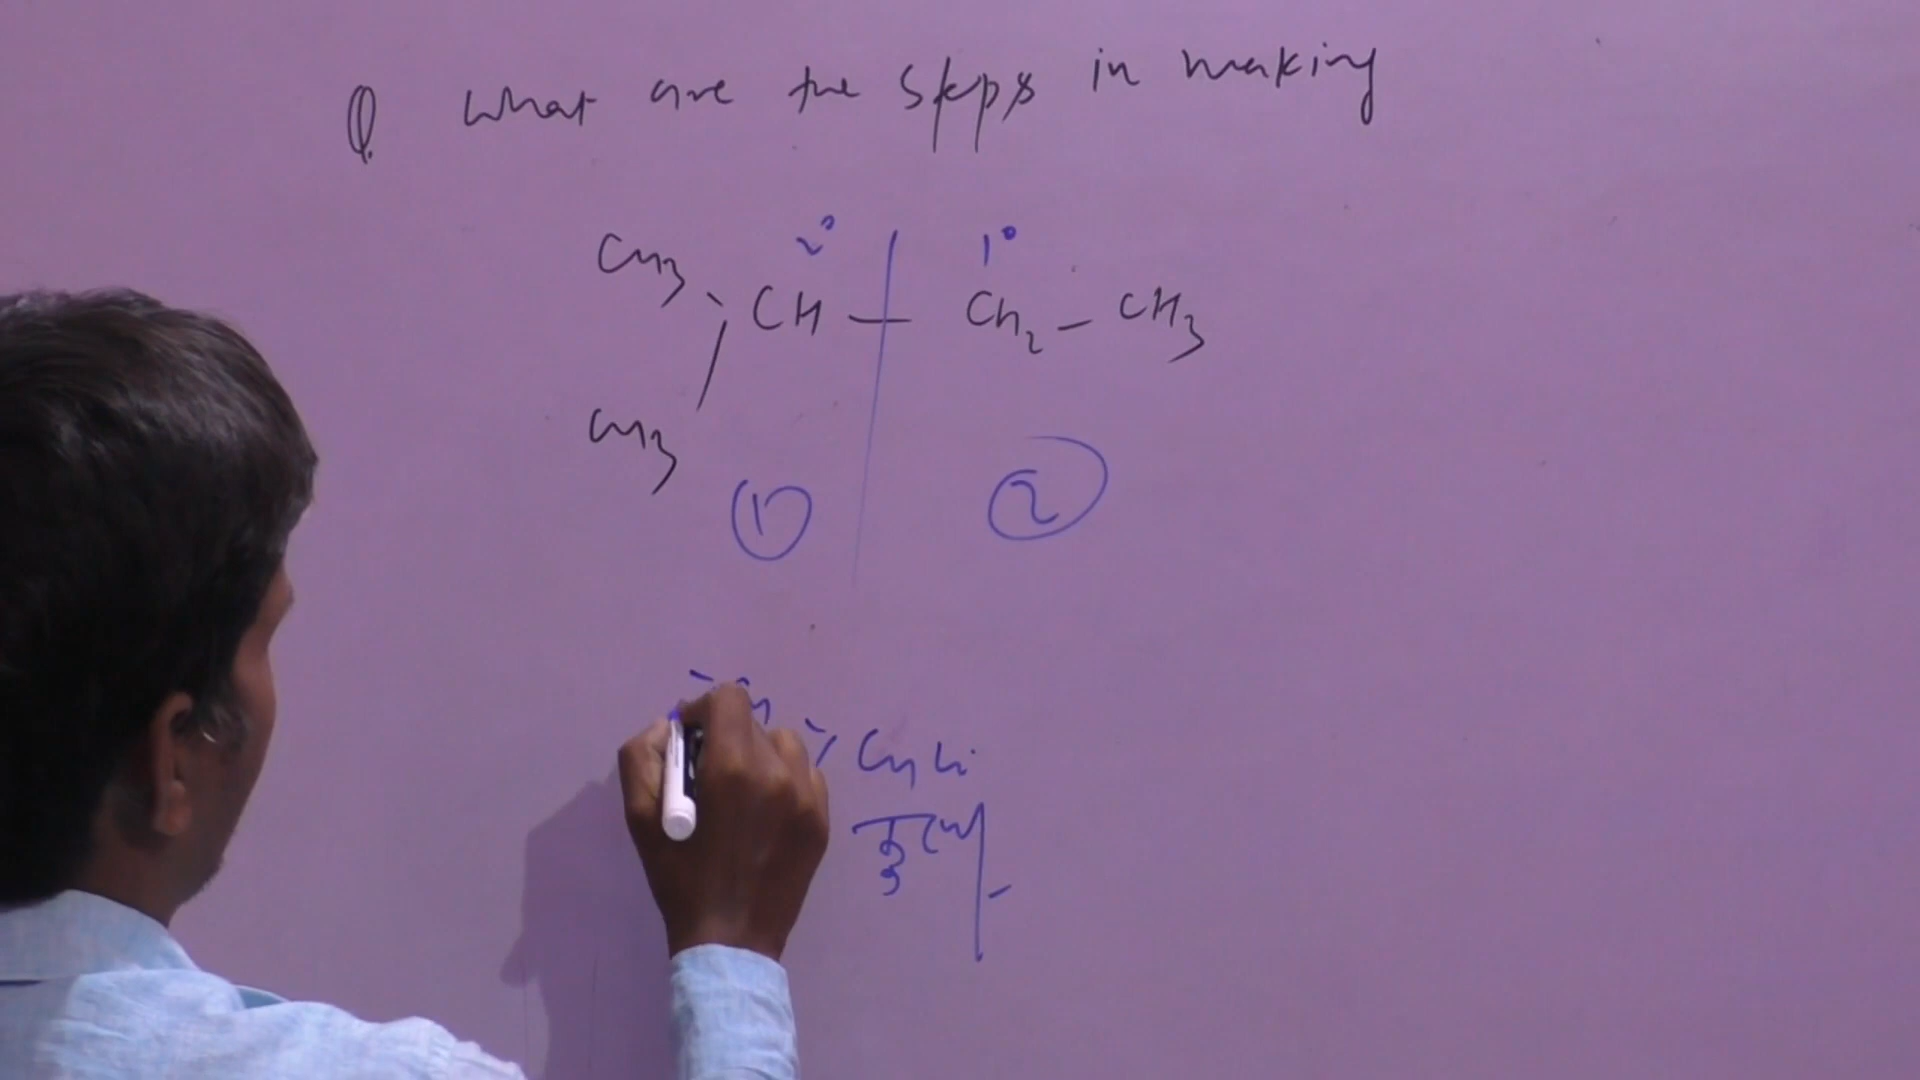 Q. What are the steps in making
2° 1°
CH3
CH — CH2 — CH3
CH3
1 2
CuLi